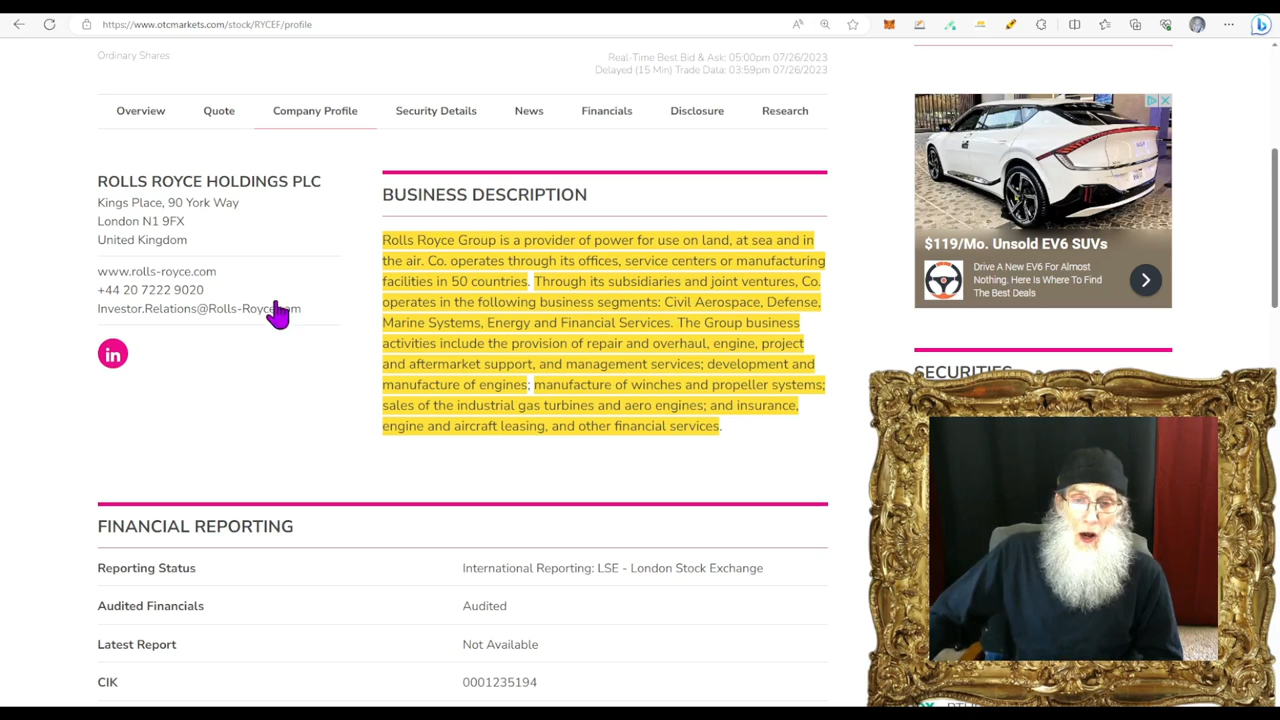 https://www.otcmarkets.com/stock/RYCEF/profile
Ordinary Shares
Real-Time Best Bid & Ask: 05:00pm 07/26/2023
Delayed (15 Min) Trade Data: 03:59pm 07/26/2023
Overview Quote Company Profile Security Details News Financials Disclosure Research
ROLLS ROYCE HOLDINGS PLC
Kings Place, 90 York Way
London N1 9FX
United Kingdom
www.rolls-royce.com
+44 20 7222 9020
Investor.Relations@Rolls-Royce.com
in
BUSINESS DESCRIPTION
Rolls Royce Group is a provider of power for use on land, at sea and in
the air. Co. operates through its offices, service centers or manufacturing
facilities in 50 countries. Through its subsidiaries and joint ventures, Co.
operates in the following business segments: Civil Aerospace, Defense,
Marine Systems, Energy and Financial Services. The Group business
activities include the provision of repair and overhaul, engine, project
and aftermarket support, and management services; development and
manufacture of engines; manufacture of winches and propeller systems;
sales of the industrial gas turbines and aero engines; and insurance,
engine and aircraft leasing, and other financial services.
FINANCIAL REPORTING
Reporting Status International Reporting: LSE - London Stock Exchange
Audited Financials Audited
Latest Report Not Available
CIK 0001235194
$119/Mo. Unsold EV6 SUVs
Drive A New EV6 For Almost
Nothing. Here Is Where To Find
The Best Deals
SECURITIES